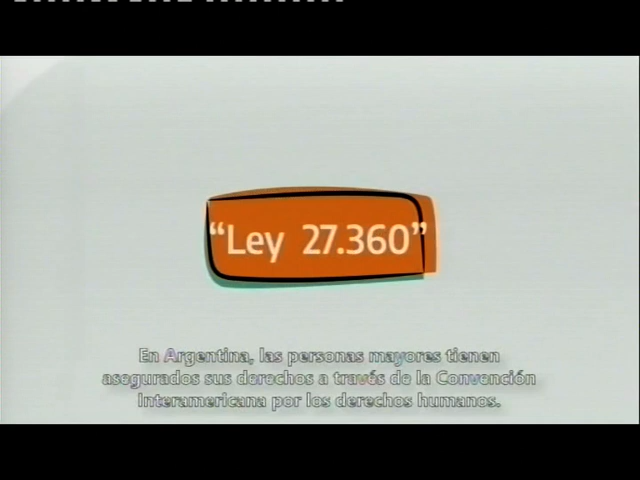 “Ley 27.360”
En Argentina, las personas mayores tienen
asegurados sus derechos a través de la Convención
Interamericana por los derechos humanos.